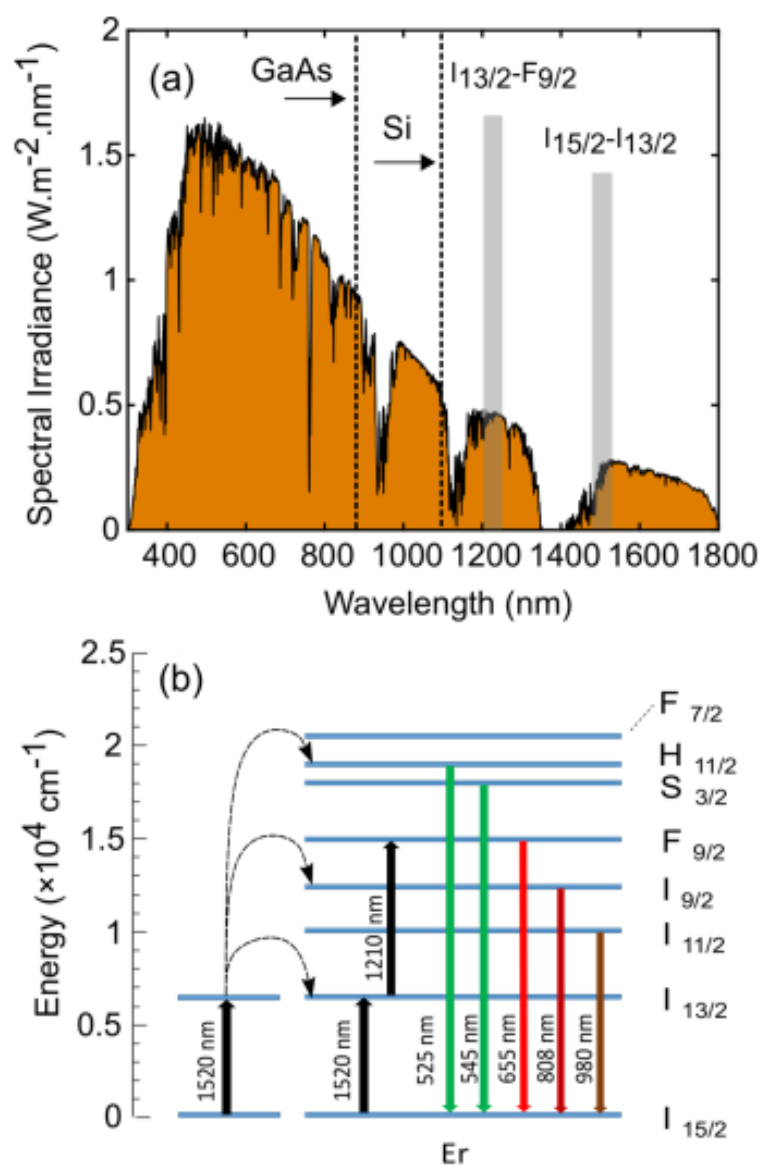 (a)
GaAs
Si
I13/2-F9/2
I15/2-I13/2
Spectral Irradiance (W.m-2.nm-1)
2
1.5
1
0.5
0
400 600 800 1000 1200 1400 1600 1800
Wavelength (nm)
(b)
Energy (×10⁴ cm-1)
2.5
2
1.5
1
0.5
0
F 7/2
H 11/2
S 3/2
F 9/2
I 9/2
I 11/2
I 13/2
I 15/2
1520 nm
1520 nm
1210 nm
525 nm
545 nm
655 nm
808 nm
980 nm
Er